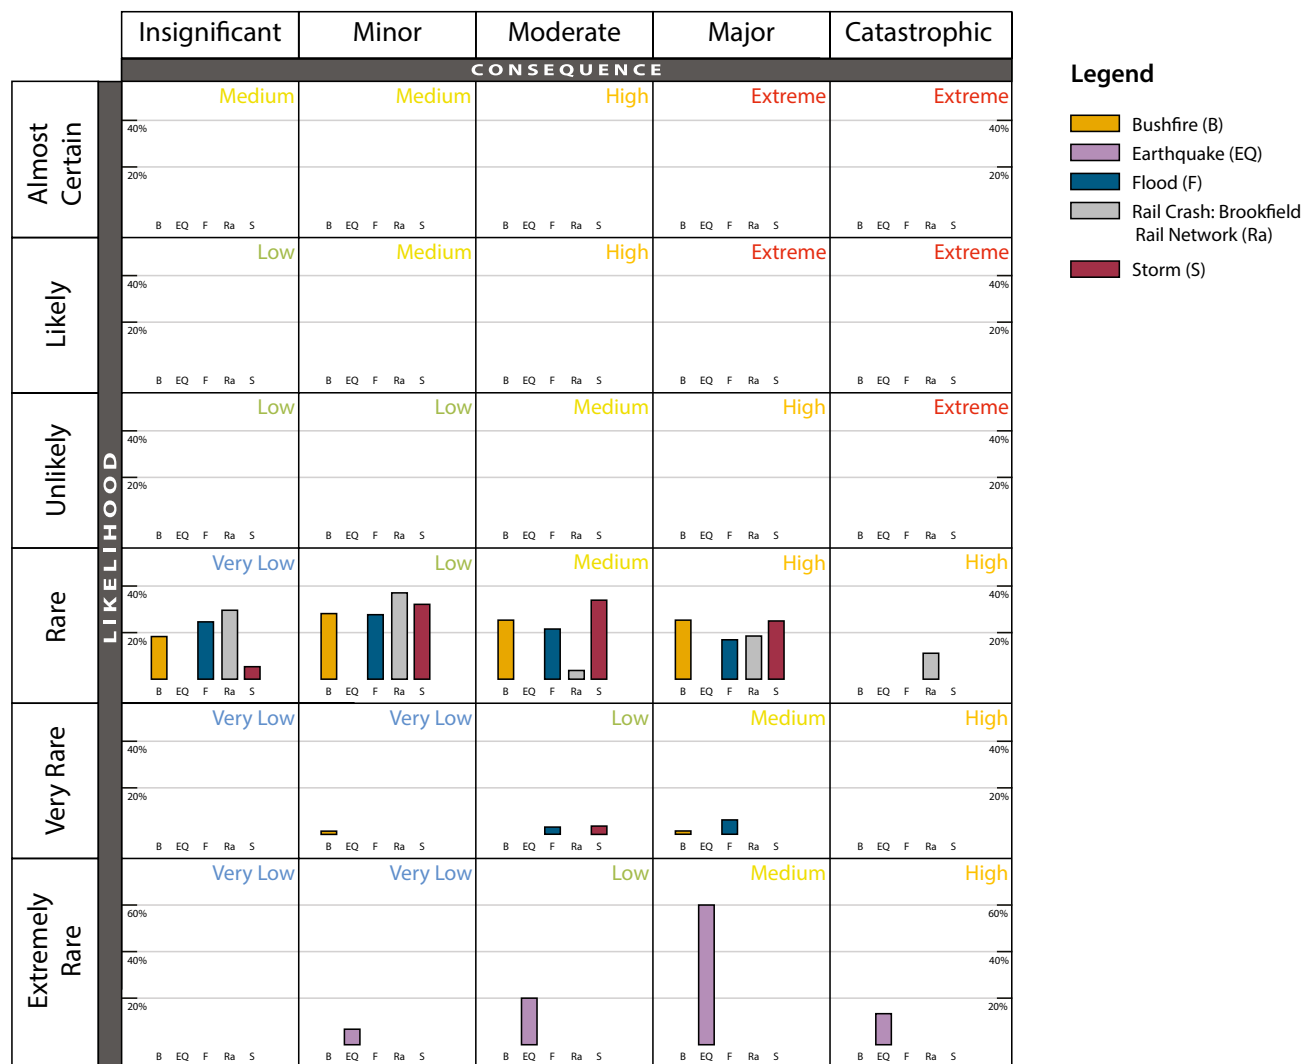 Insignificant Minor Moderate Major Catastrophic
CONSEQUENCE
Legend
Bushfire (B)
Earthquake (EQ)
Flood (F)
Rail Crash: Brookfield
Rail Network (Ra)
Storm (S)
LIKELIHOOD
Almost
Certain
Medium Medium High Extreme Extreme
40% 40%
20% 20%
B EQ F Ra S B EQ F Ra S B EQ F Ra S B EQ F Ra S B EQ F Ra S
Likely
Low Medium High Extreme Extreme
40% 40%
20% 20%
B EQ F Ra S B EQ F Ra S B EQ F Ra S B EQ F Ra S B EQ F Ra S
Unlikely
Low Low Medium High Extreme
40% 40%
20% 20%
B EQ F Ra S B EQ F Ra S B EQ F Ra S B EQ F Ra S B EQ F Ra S
Rare
Very Low Low Medium High High
40% 40%
20% 20%
B EQ F Ra S B EQ F Ra S B EQ F Ra S B EQ F Ra S B EQ F Ra S
Very Rare
Very Low Very Low Low Medium High
40% 40%
20% 20%
B EQ F Ra S B EQ F Ra S B EQ F Ra S B EQ F Ra S B EQ F Ra S
Extremely
Rare
Very Low Very Low Low Medium High
60% 60%
40% 40%
20% 20%
B EQ F Ra S B EQ F Ra S B EQ F Ra S B EQ F Ra S B EQ F Ra S